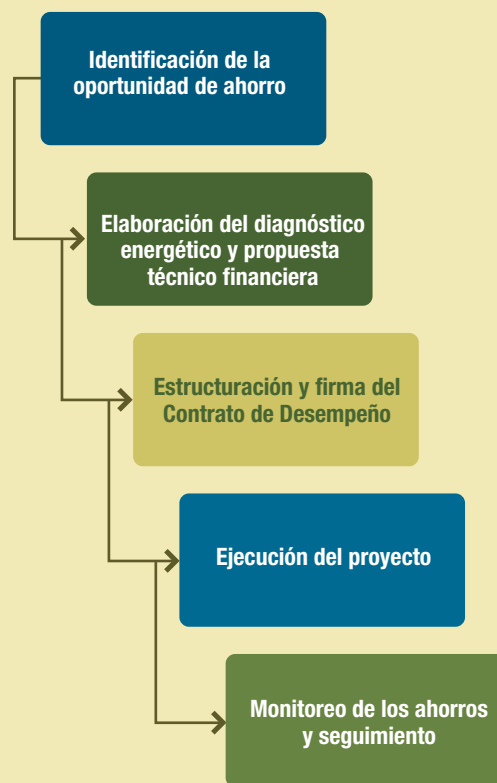 Identificación de la
oportunidad de ahorro
Elaboración del diagnóstico
energético y propuesta
técnico financiera
Estructuración y firma del
Contrato de Desempeño
Ejecución del proyecto
Monitoreo de los ahorros
y seguimiento